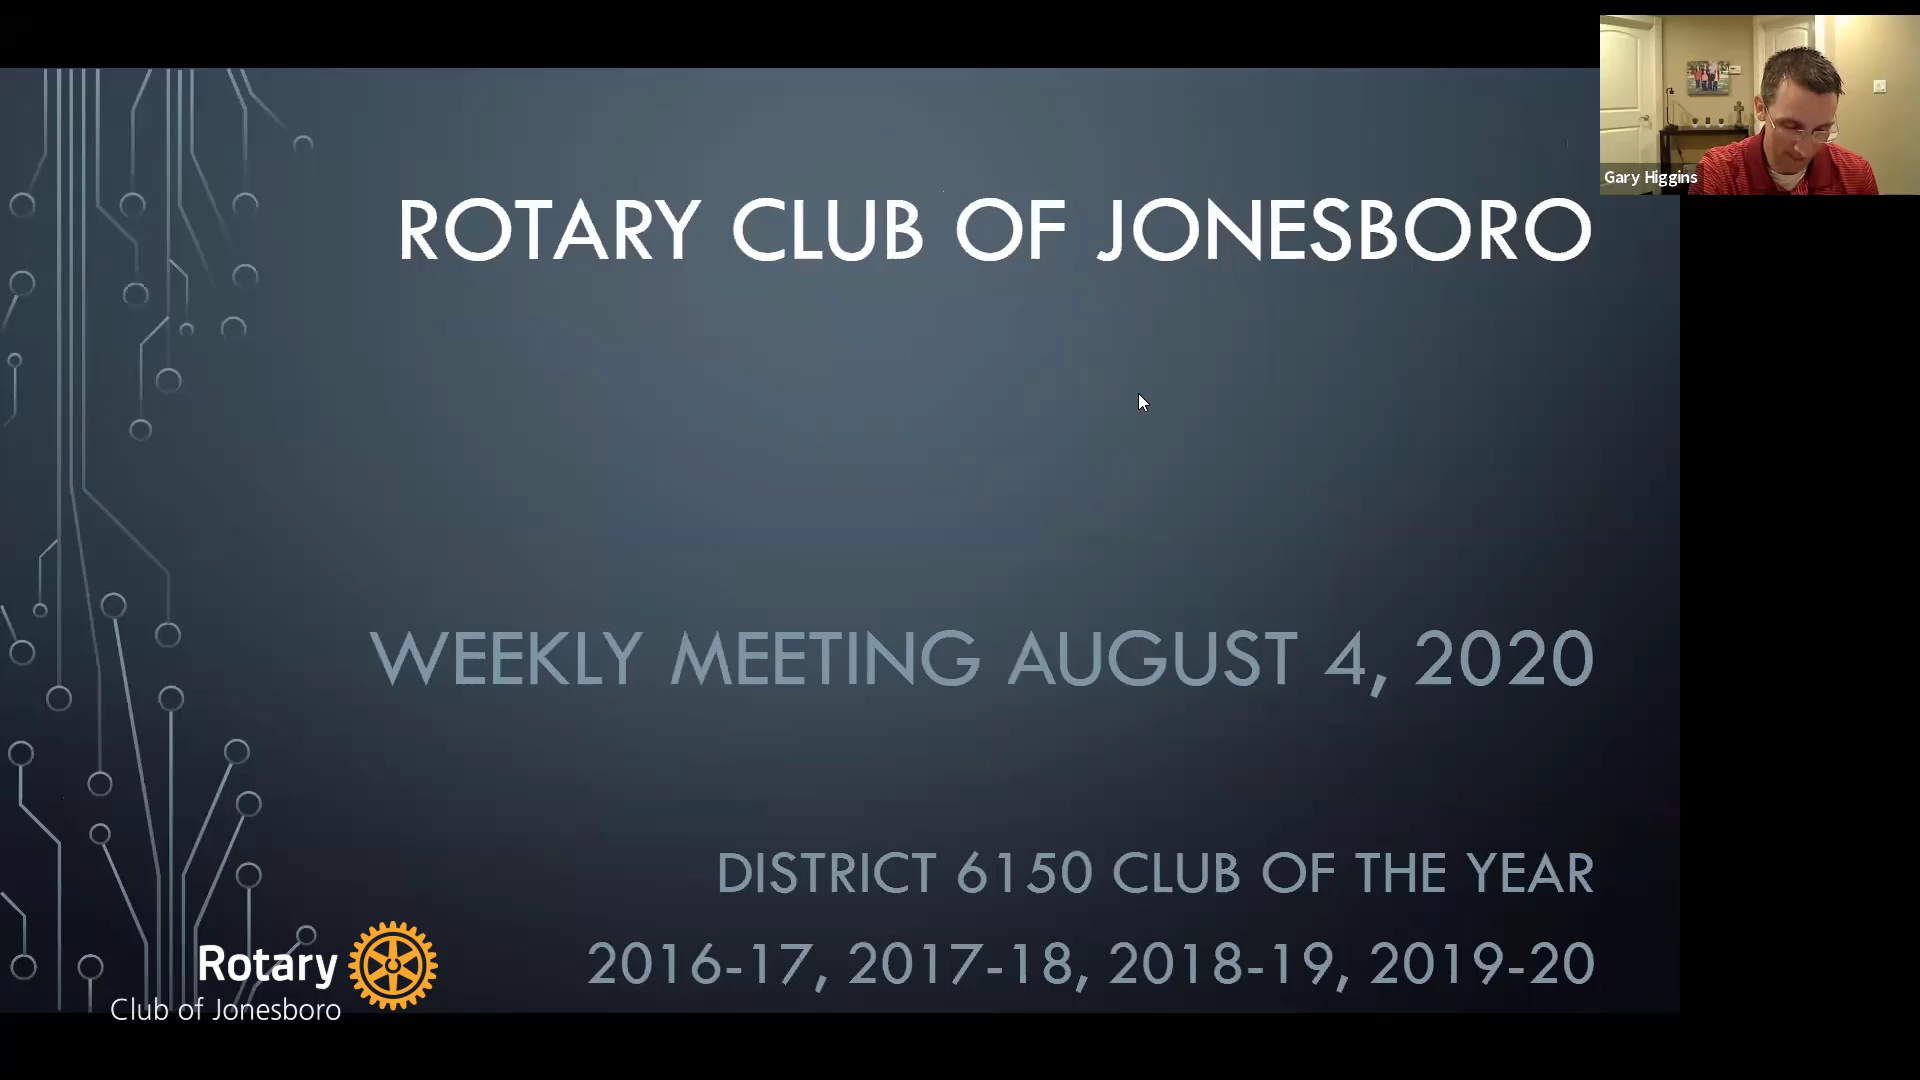 Gary Higgins
ROTARY CLUB OF JONESBORO
WEEKLY MEETING AUGUST 4, 2020
DISTRICT 6150 CLUB OF THE YEAR
2016-17, 2017-18, 2018-19, 2019-20
Rotary
Club of Jonesboro